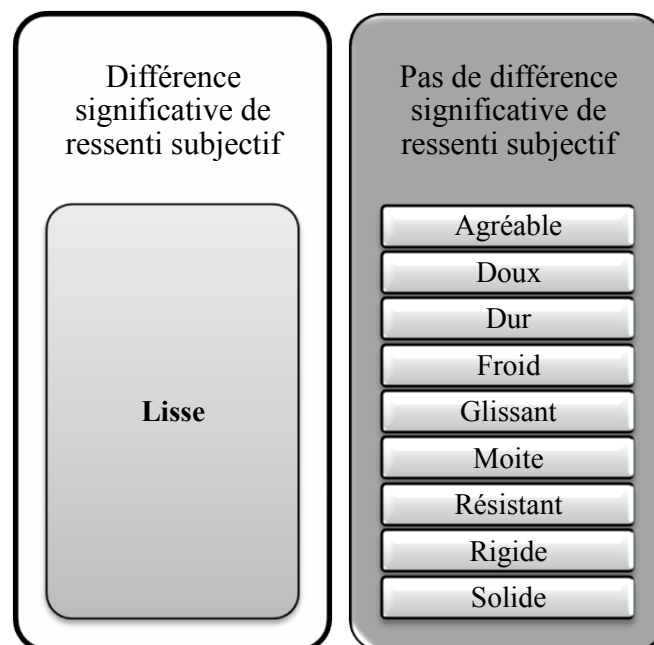 Différence
significative de
ressenti subjectif
Lisse
Pas de différence
significative de
ressenti subjectif
Agréable
Doux
Dur
Froid
Glissant
Moite
Résistant
Rigide
Solide